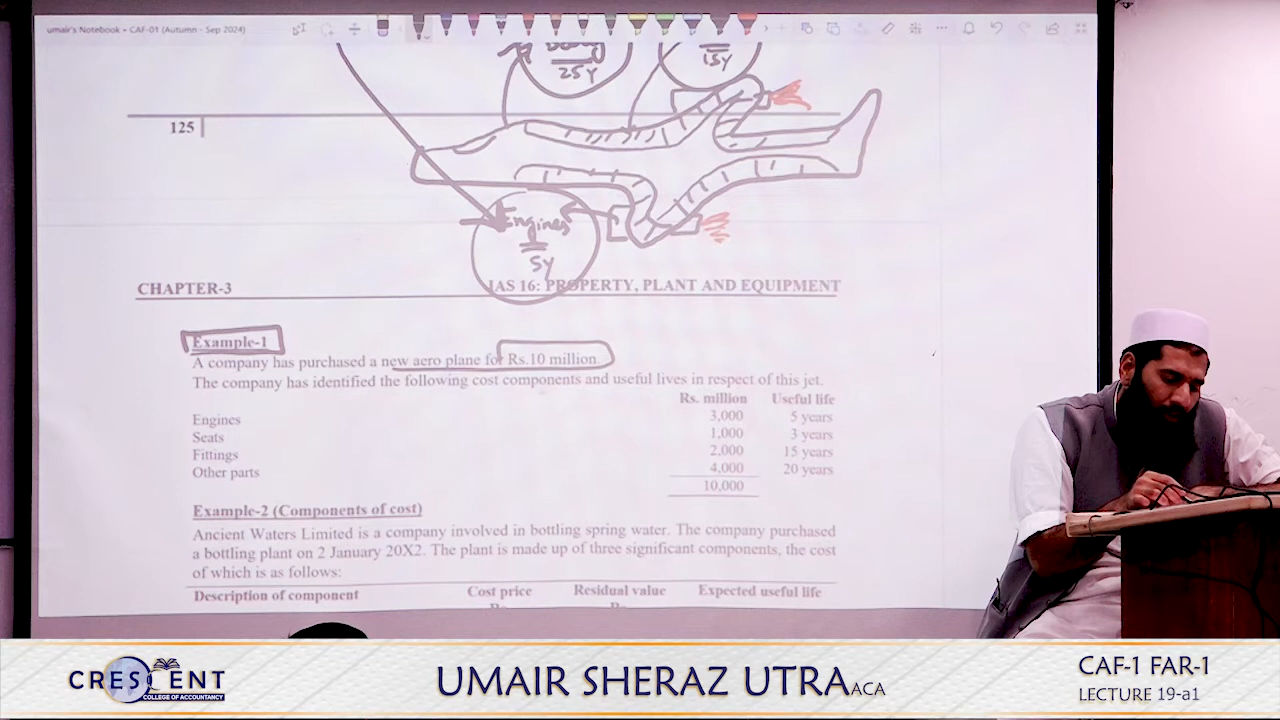 umair's Notebook • CAF-01 (Autumn - Sep 2024)
25Y
15Y
125
Engines
5Y
CHAPTER-3 IAS 16: PROPERTY, PLANT AND EQUIPMENT
Example-1
A company has purchased a new aero plane for Rs.10 million.
The company has identified the following cost components and useful lives in respect of this jet.
Rs. million Useful life
Engines 3,000 5 years
Seats 1,000 3 years
Fittings 2,000 15 years
Other parts 4,000 20 years
10,000
Example-2 (Components of cost)
Ancient Waters Limited is a company involved in bottling spring water. The company purchased
a bottling plant on 2 January 20X2. The plant is made up of three significant components, the cost
of which is as follows:
Description of component Cost price Residual value Expected useful life
CRESCENT
COLLEGE OF ACCOUNTANCY
UMAIR SHERAZ UTRA ACA
CAF-1 FAR-1
LECTURE 19-a1